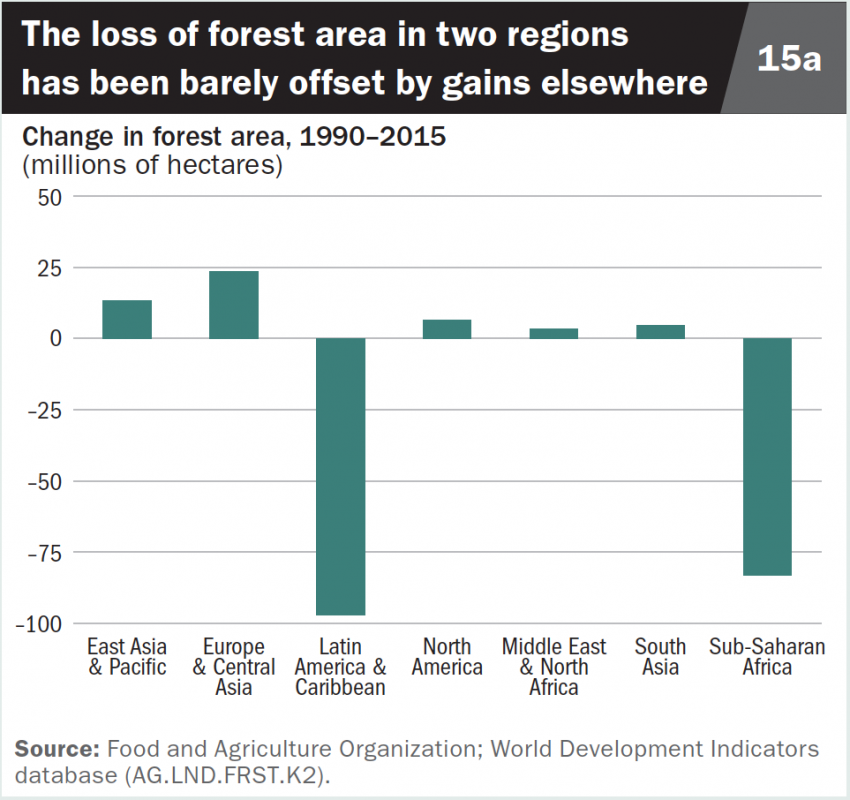 The loss of forest area in two regions
has been barely offset by gains elsewhere
15a
Change in forest area, 1990–2015
(millions of hectares)
50
25
0
–25
–50
–75
–100
East Asia
& Pacific
Europe
& Central
Asia
Latin
America &
Caribbean
North
America
Middle East
& North
Africa
South
Asia
Sub-Saharan
Africa
Source: Food and Agriculture Organization; World Development Indicators
database (AG.LND.FRST.K2).